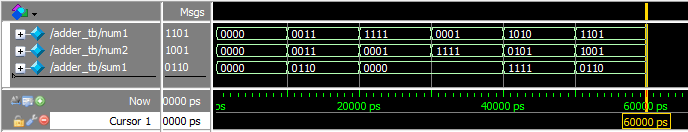 Msgs
/adder_tb/num1 1101 0000 0011 1111 0001 1010 1101
/adder_tb/num2 1001 0000 0011 0001 1111 0101 1001
/adder_tb/sum1 0110 0000 0110 0000 1111 0110
Now 0000 ps ps 20000 ps 40000 ps 60000 ps
Cursor 1 0000 ps 60000 ps